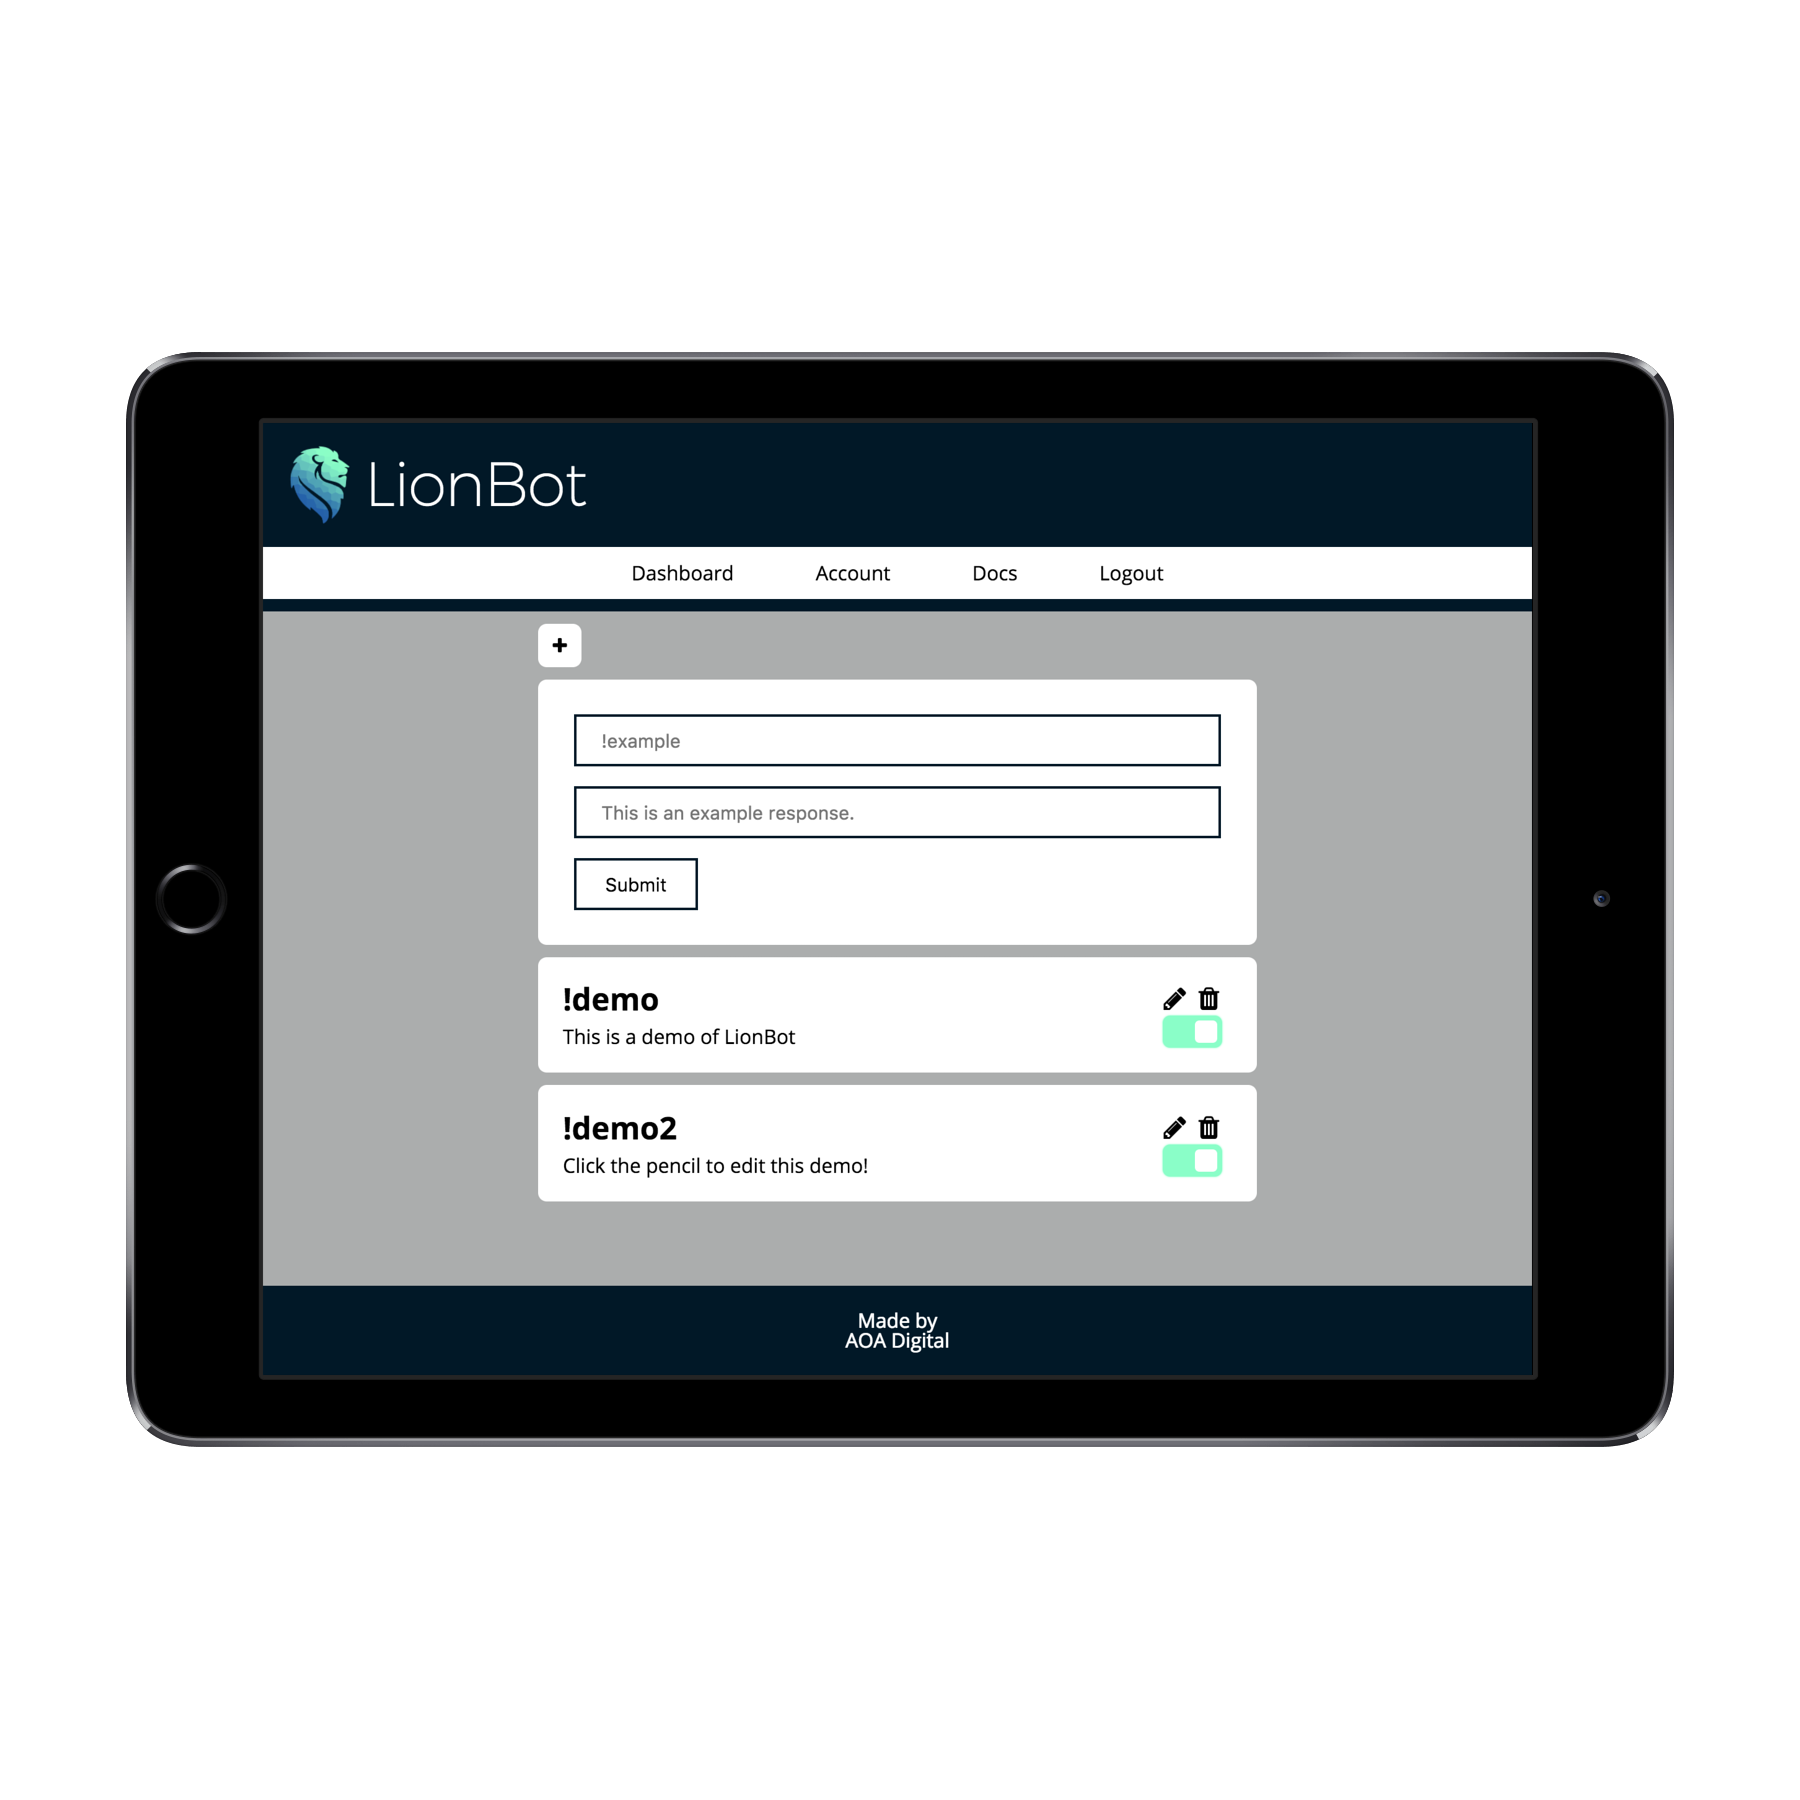 LionBot
Dashboard Account Docs Logout
+
!example
This is an example response.
Submit
!demo
This is a demo of LionBot
!demo2
Click the pencil to edit this demo!
Made by
AOA Digital